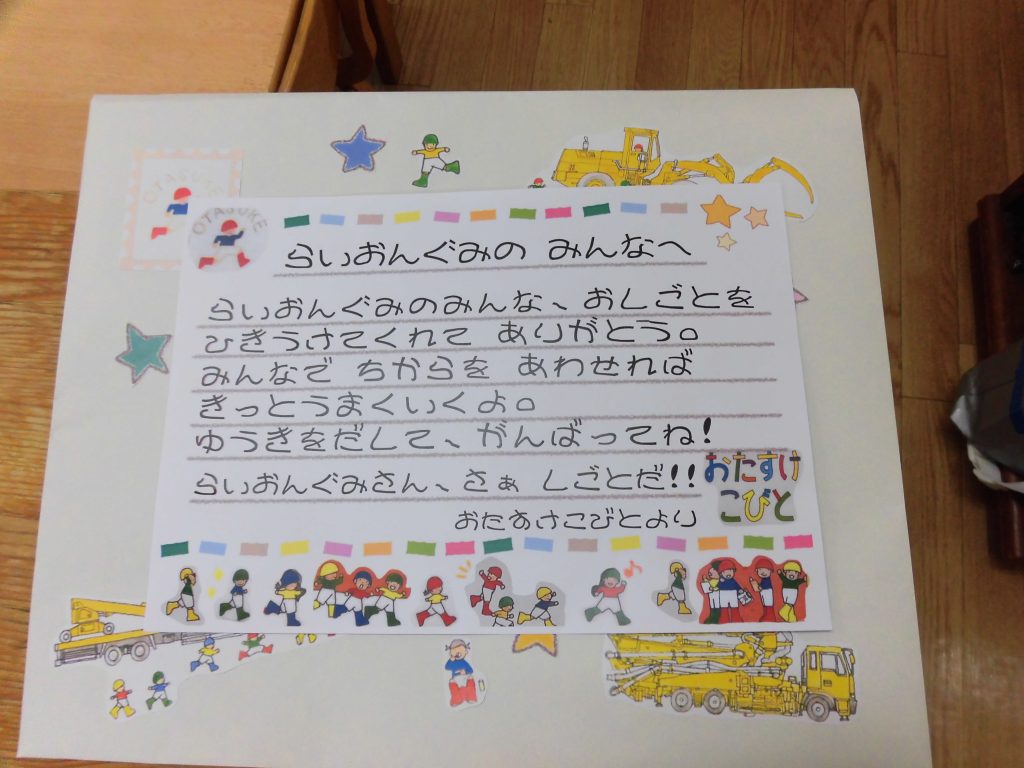 OTASUKE
OTASUKE
らいおんぐみの みんなへ
らいおんぐみのみんな、おしごとを
ひきうけてくれて ありがとう。
みんなで ちからを あわせれば
きっとうまくいくよ。
ゆうきをだして、がんばってね!
らいおんぐみさん、さぁ しごとだ!!
おたすけ
こびと
おたすけこびとより